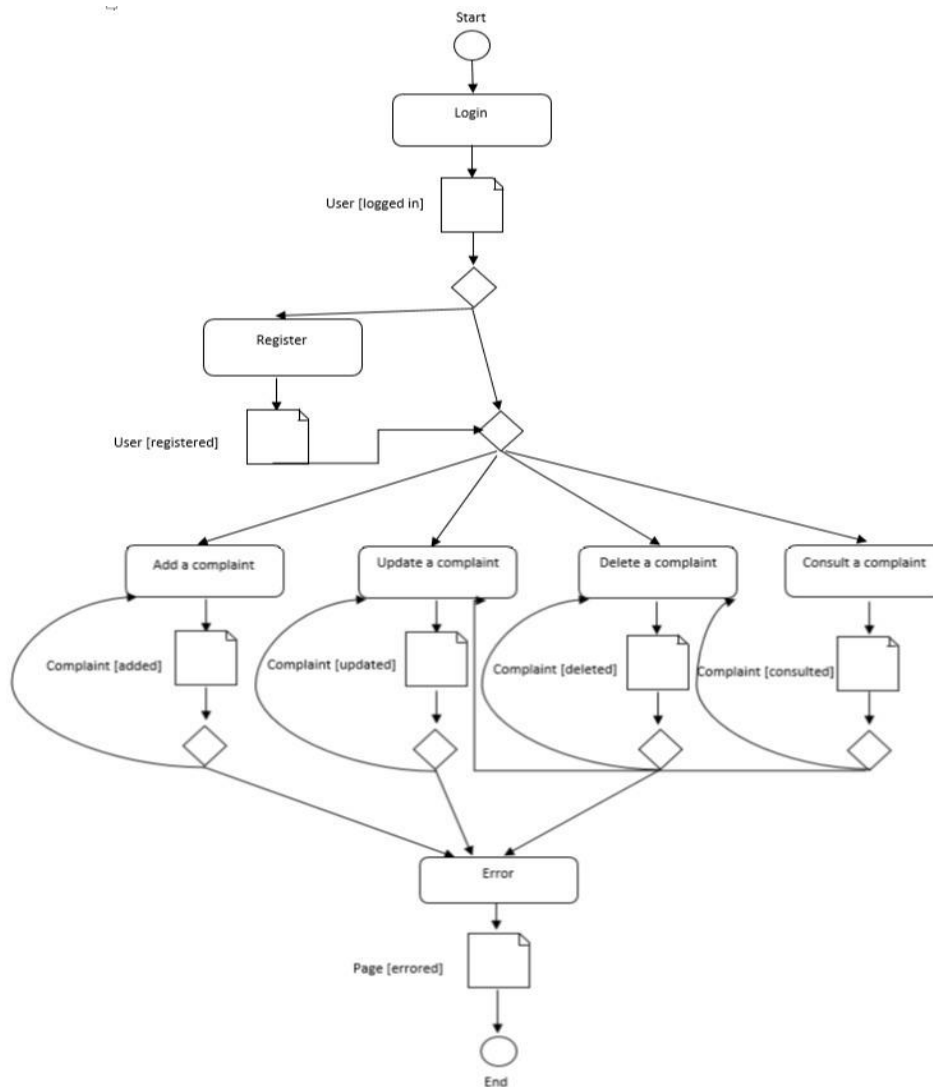 Start
Login
User [logged in]
Register
User [registered]
Add a complaint
Update a complaint
Delete a complaint
Consult a complaint
Complaint [added]
Complaint [updated]
Complaint [deleted]
Complaint [consulted]
Error
Page [errored]
End